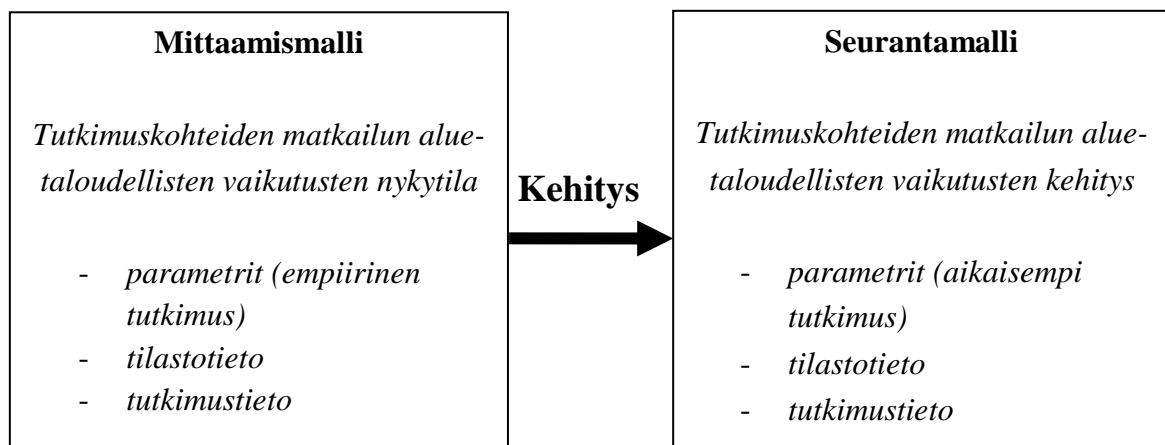 Mittaamismalli
Tutkimuskohteiden matkailun alue-
taloudellisten vaikutusten nykytila
- parametrit (empiirinen
tutkimus)
- tilastotieto
- tutkimustieto
Kehitys
Seurantamalli
Tutkimuskohteiden matkailun alue-
taloudellisten vaikutusten kehitys
- parametrit (aikaisempi
tutkimus)
- tilastotieto
- tutkimustieto